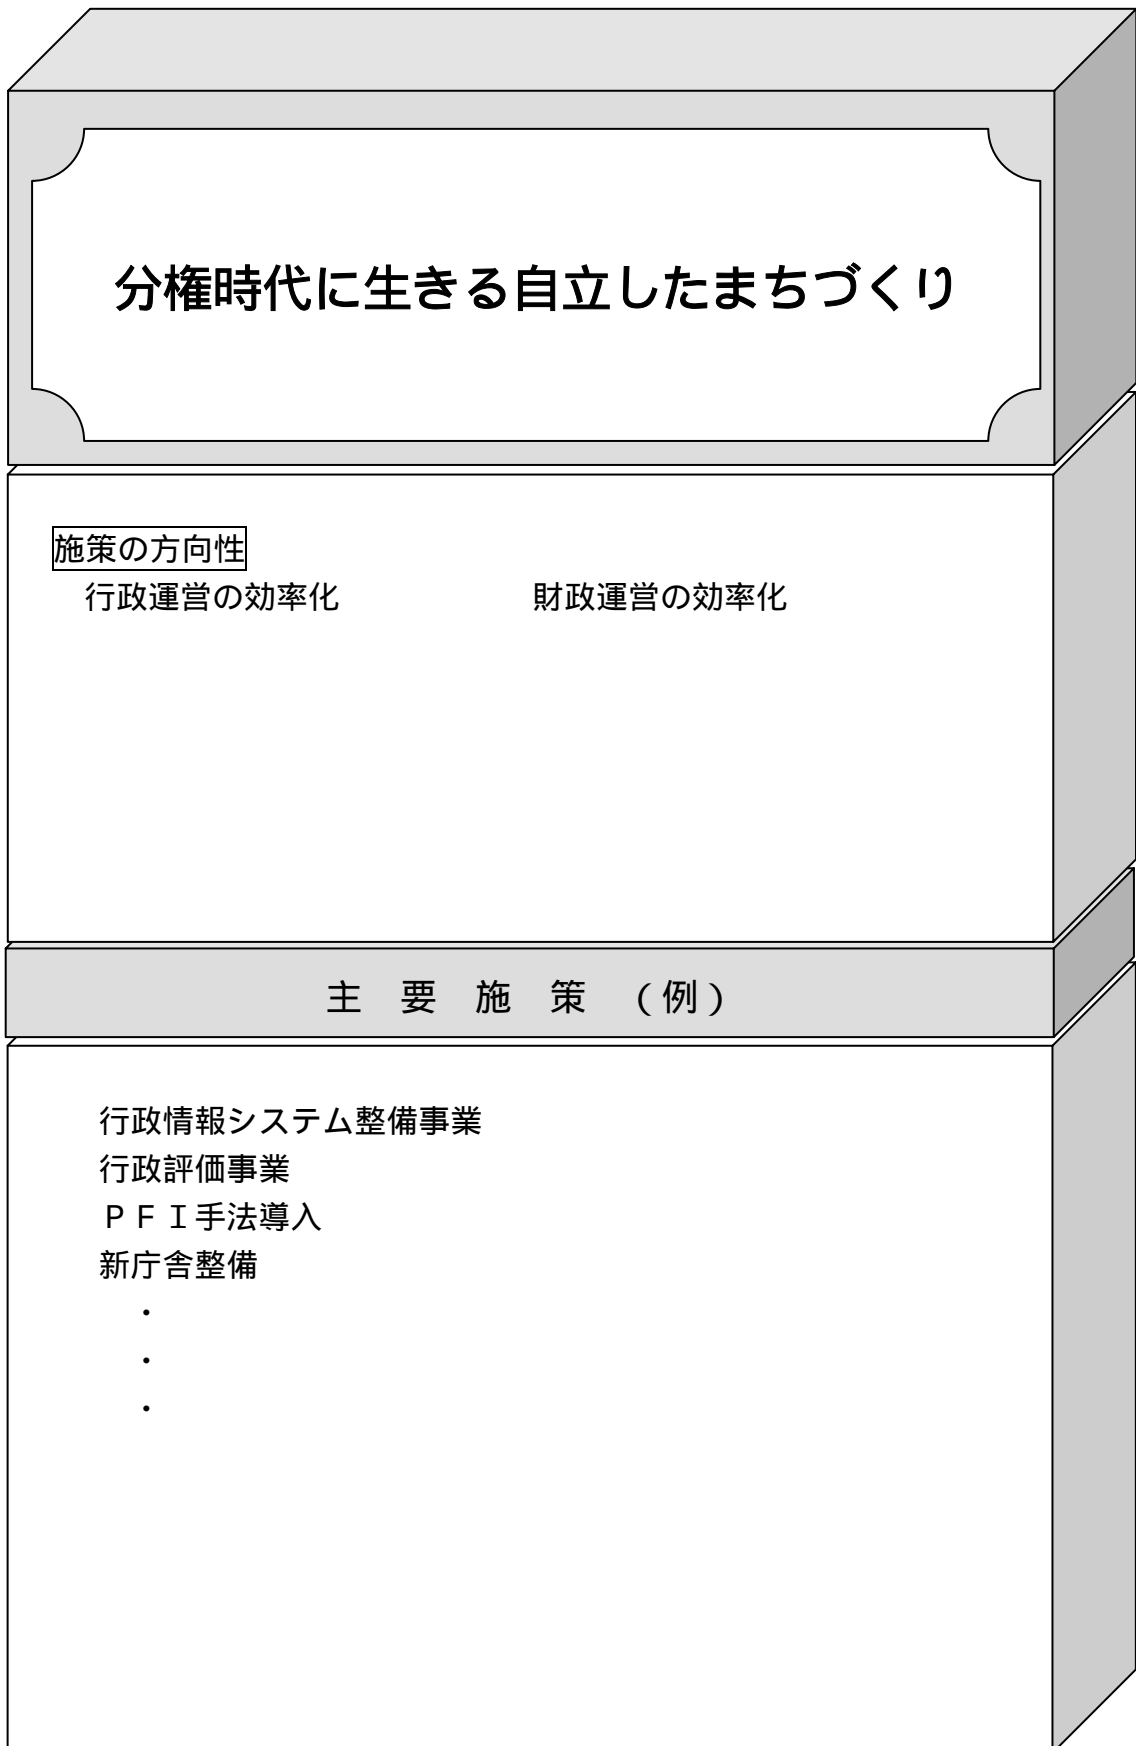 分権時代に生きる自立したまちづくり
施策の方向性
行政運営の効率化　　　　　　財政運営の効率化
主　要　施　策　（例）
行政情報システム整備事業
行政評価事業
ＰＦＩ手法導入
新庁舎整備
・
・
・